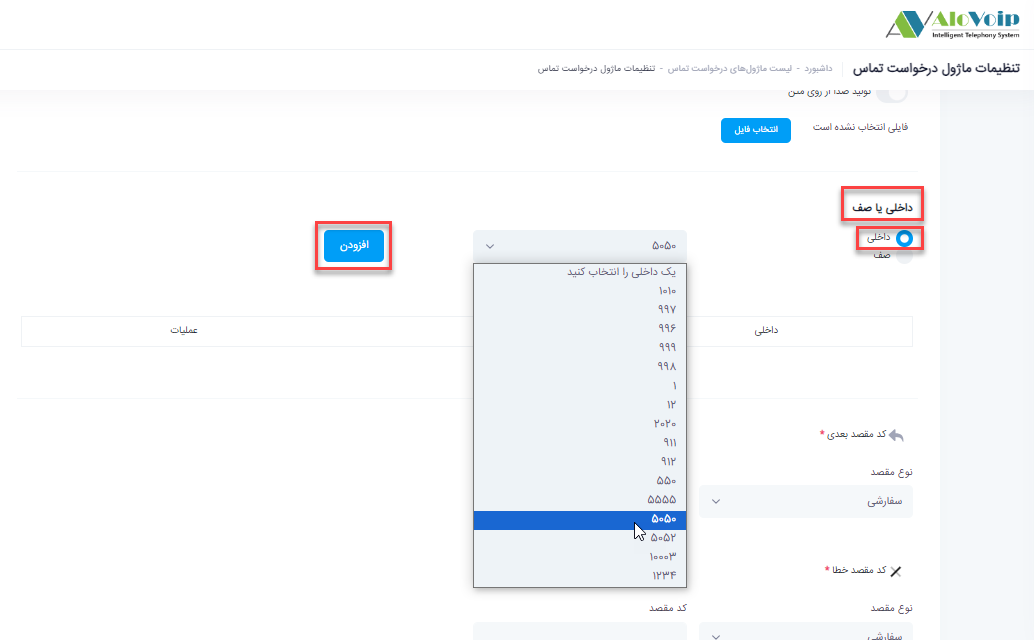 AloVoip
Intelligent Telephony System
تنظیمات ماژول درخواست تماس
داشبورد - لیست ماژول‌های درخواست تماس - تنظیمات ماژول درخواست تماس
تولید صدا از روی متن
فایلی انتخاب نشده است
انتخاب فایل
داخلی یا صف
داخلی
صف
۵۰۵۰
افزودن
یک داخلی را انتخاب کنید
۱۰۱۰
۹۹۷
۹۹۶
۹۹۹
۹۹۸
۱
۱۲
۲۰۲۰
۹۱۱
۹۱۲
۵۵۰
۵۵۵۵
۵۰۵۰
۵۰۵۲
۱۰۰۰۳
۱۲۳۴
داخلی
عملیات
کد مقصد بعدی *
نوع مقصد
سفارشی
کد مقصد خطا *
نوع مقصد
کد مقصد
سفارشی